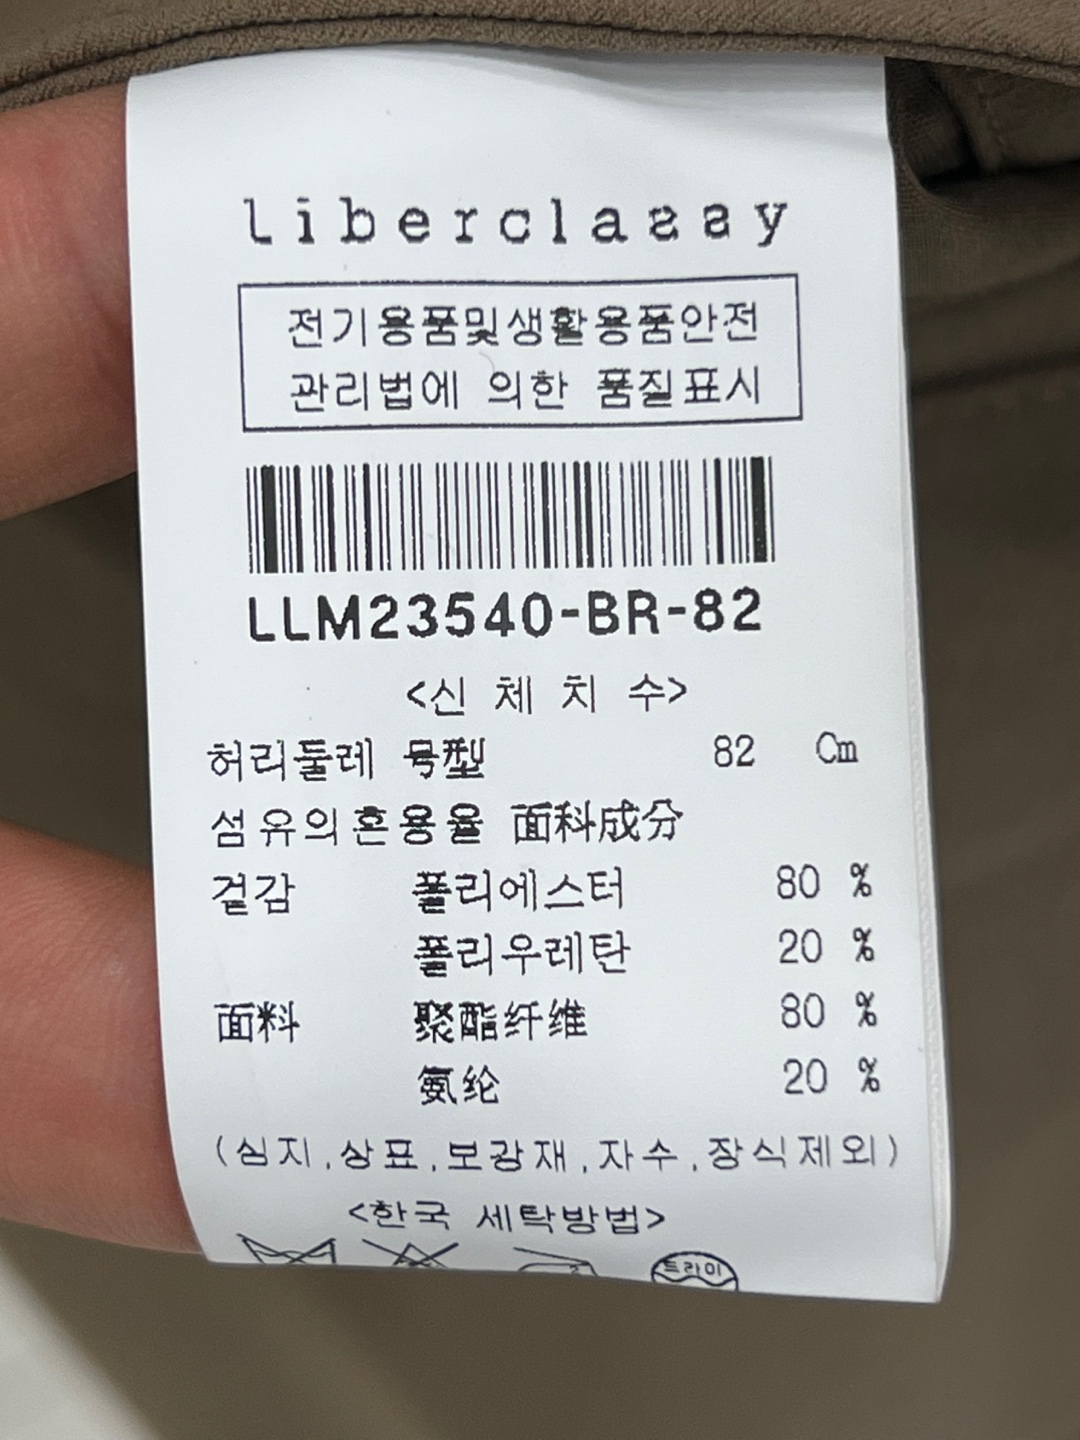 liberclassy
전기용품및생활용품안전
관리법에 의한 품질표시
LLM23540-BR-82
<신 체 치 수>
허리둘레 号型 82 Cm
섬유의혼용율 面科成分
겉감 폴리에스터 80 %
폴리우레탄 20 %
面料 聚酯纤维 80 %
氨纶 20 %
(심지,상표,보강재,자수,장식제외)
<한국 세탁방법>
드라이